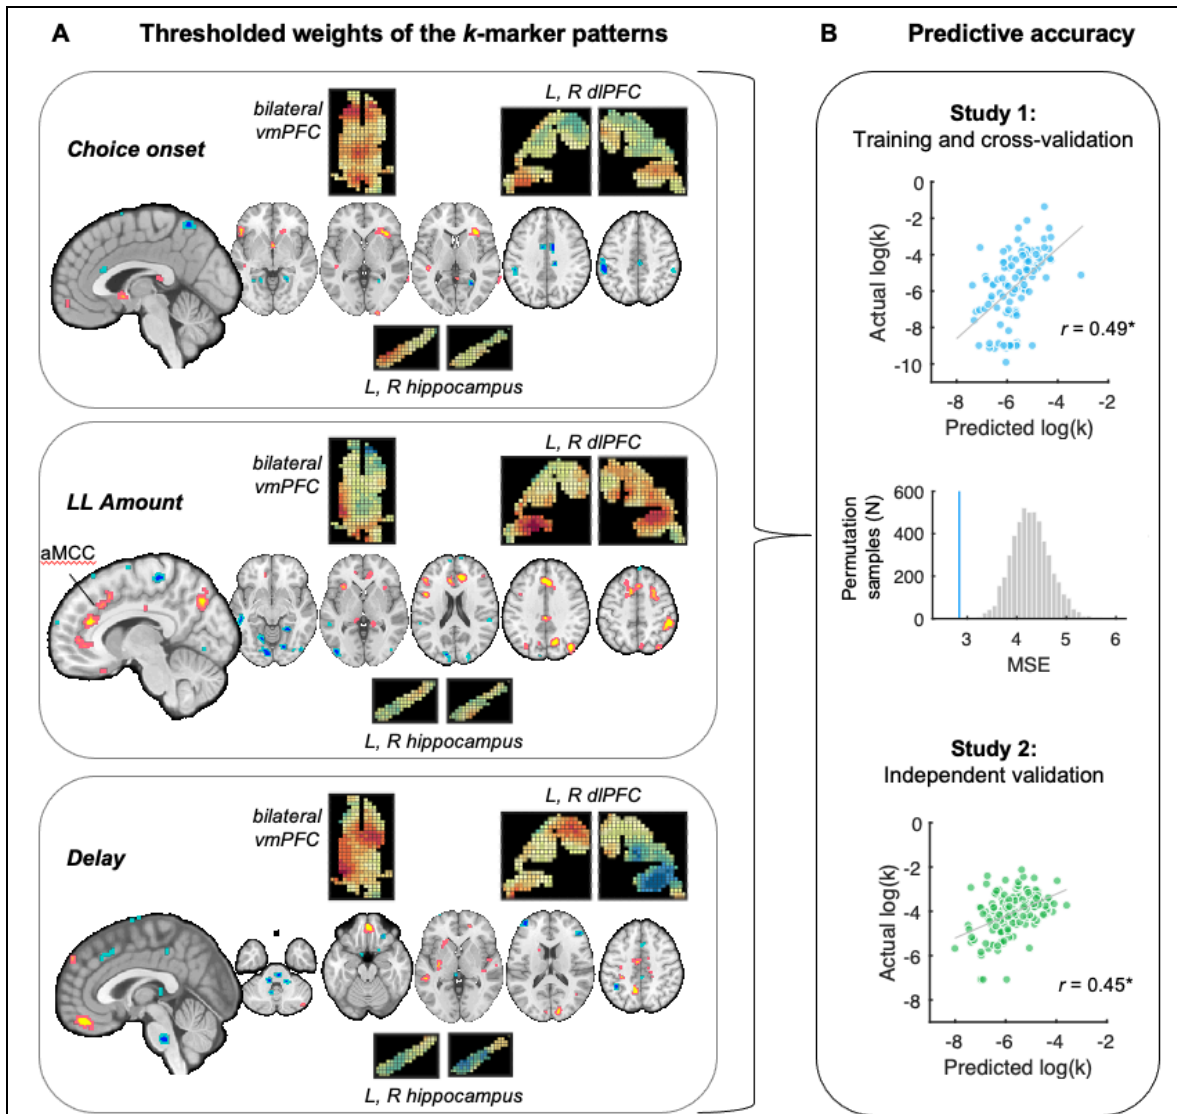 A Thresholded weights of the k-marker patterns
Choice onset
bilateral
vmPFC
L, R dlPFC
L, R hippocampus
LL Amount
aMCC
bilateral
vmPFC
L, R dlPFC
L, R hippocampus
Delay
bilateral
vmPFC
L, R dlPFC
L, R hippocampus
B Predictive accuracy
Study 1:
Training and cross-validation
Actual log(k)
0
-2
-4
-6
-8
-10
r = 0.49*
-8 -6 -4 -2
Predicted log(k)
Permutation
samples (N)
600
400
200
0
3 4 5 6
MSE
Study 2:
Independent validation
Actual log(k)
0
-2
-4
-6
-8
r = 0.45*
-8 -6 -4 -2
Predicted log(k)